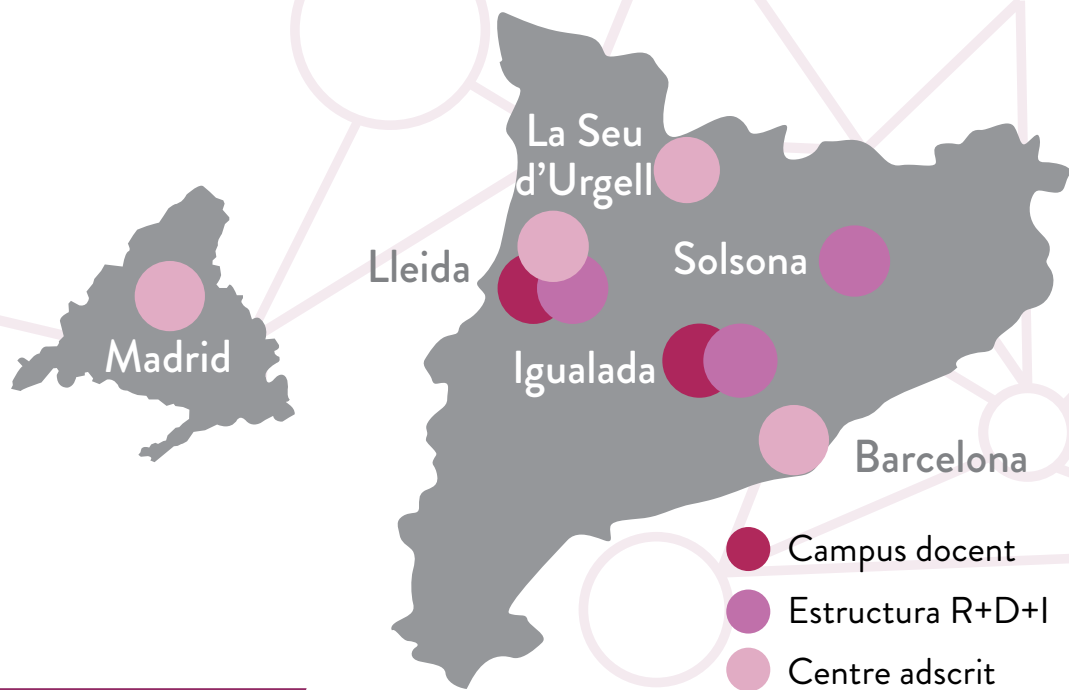 La Seu
d'Urgell
Lleida
Solsona
Madrid
Igualada
Barcelona
Campus docent
Estructura R+D+I
Centre adscrit